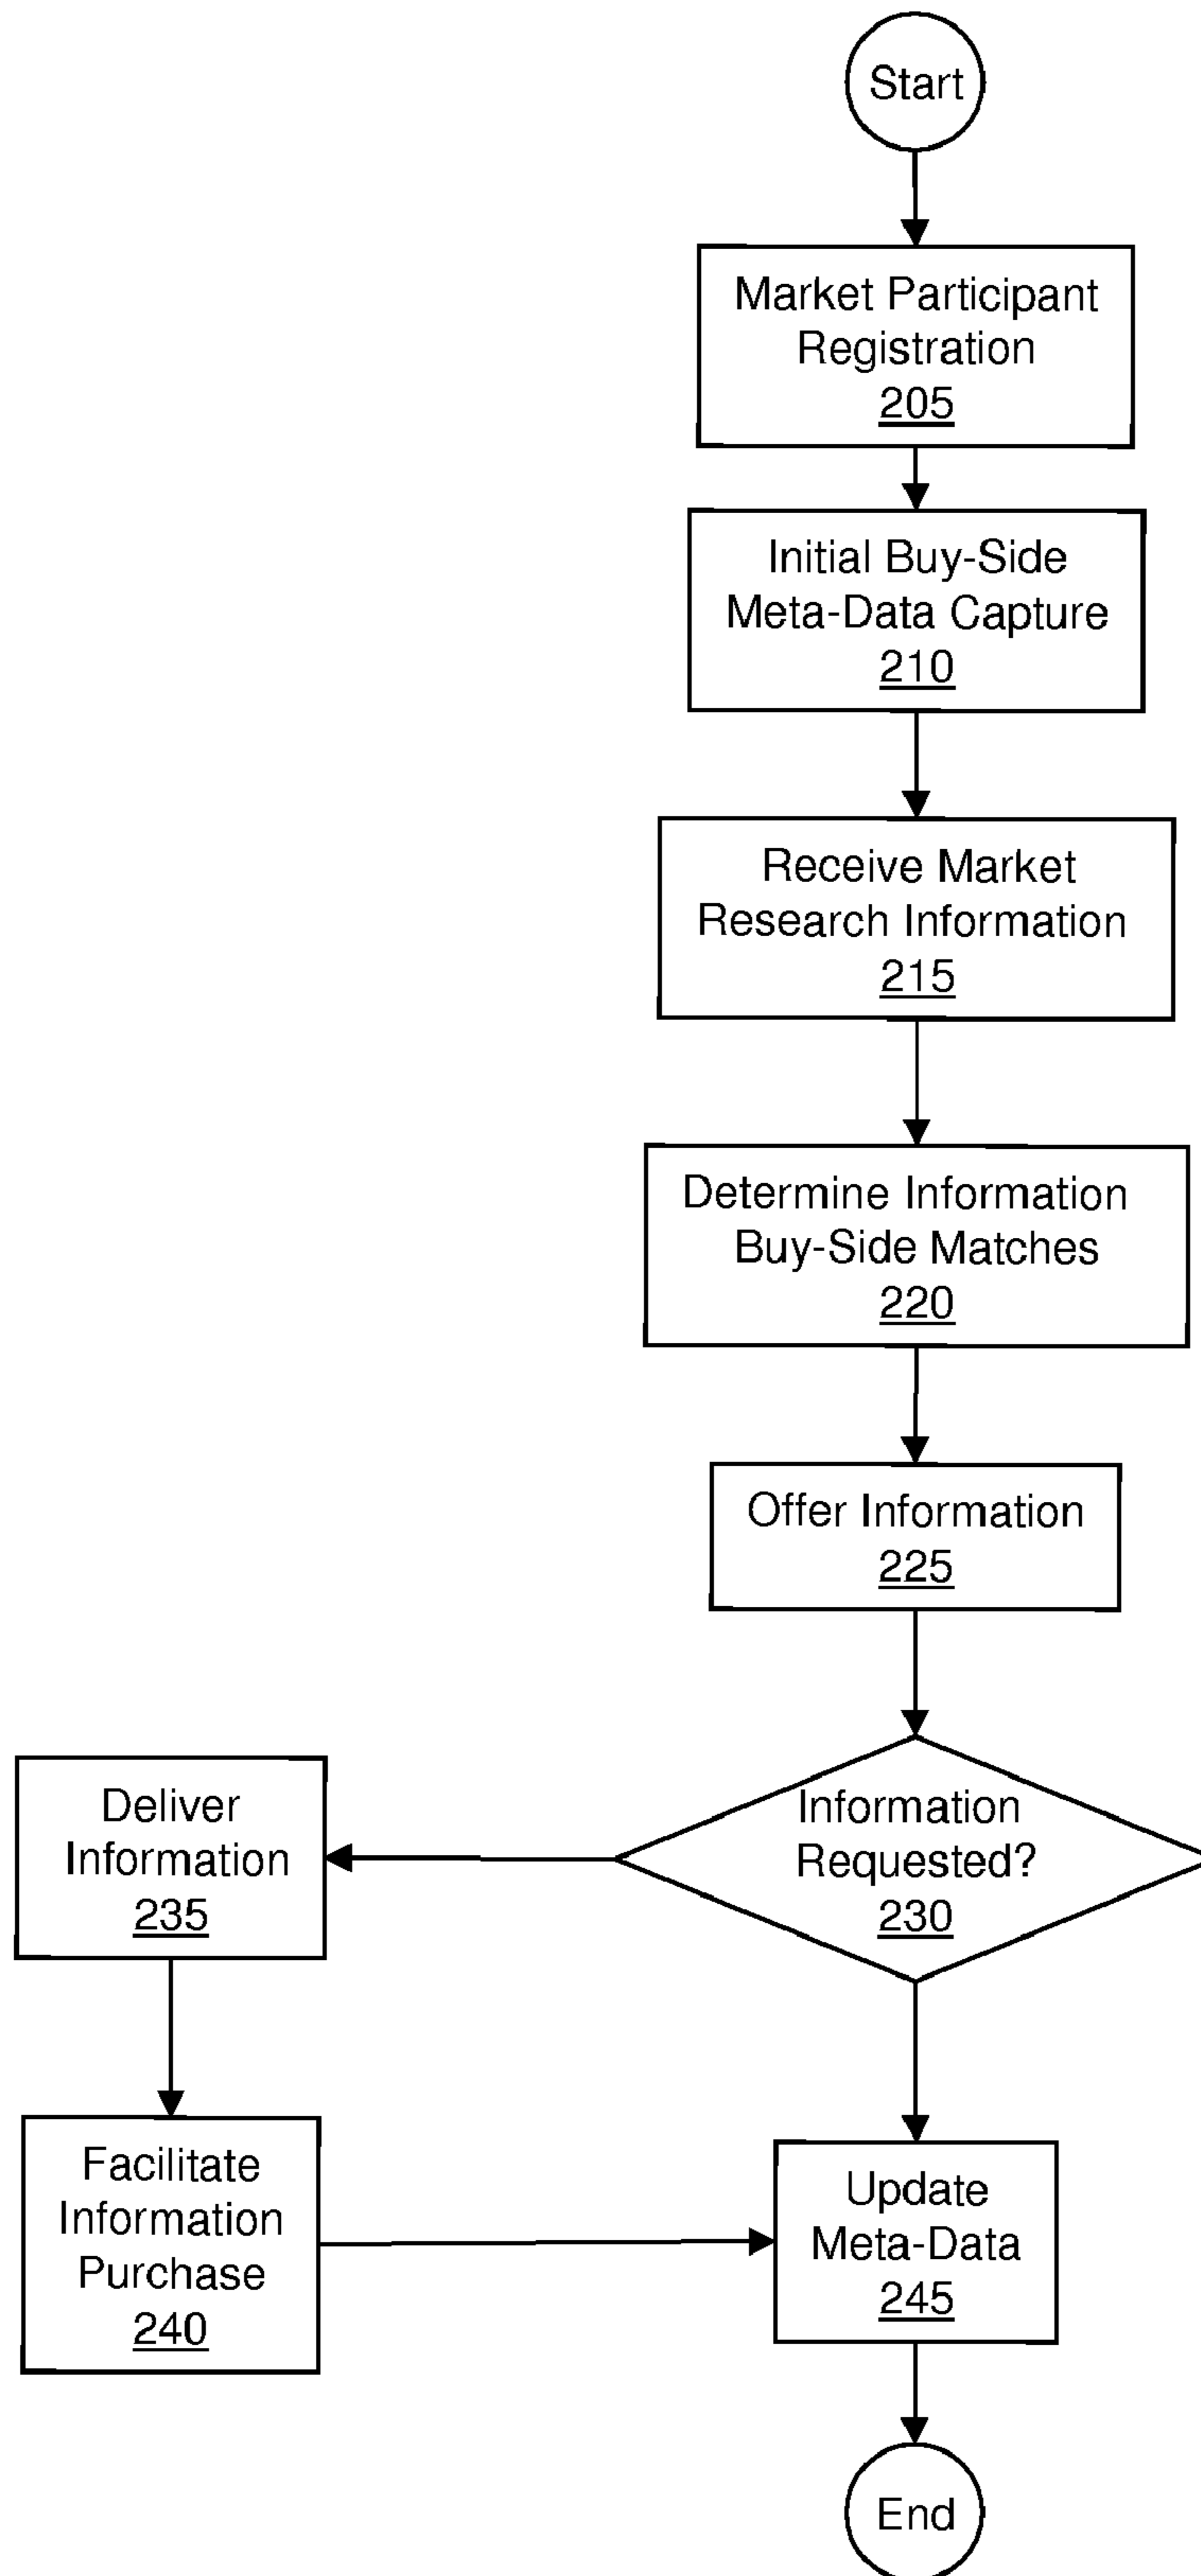 Start
Market Participant
Registration
205
Initial Buy-Side
Meta-Data Capture
210
Receive Market
Research Information
215
Determine Information
Buy-Side Matches
220
Offer Information
225
Information
Requested?
230
Deliver
Information
235
Facilitate
Information
Purchase
240
Update
Meta-Data
245
End